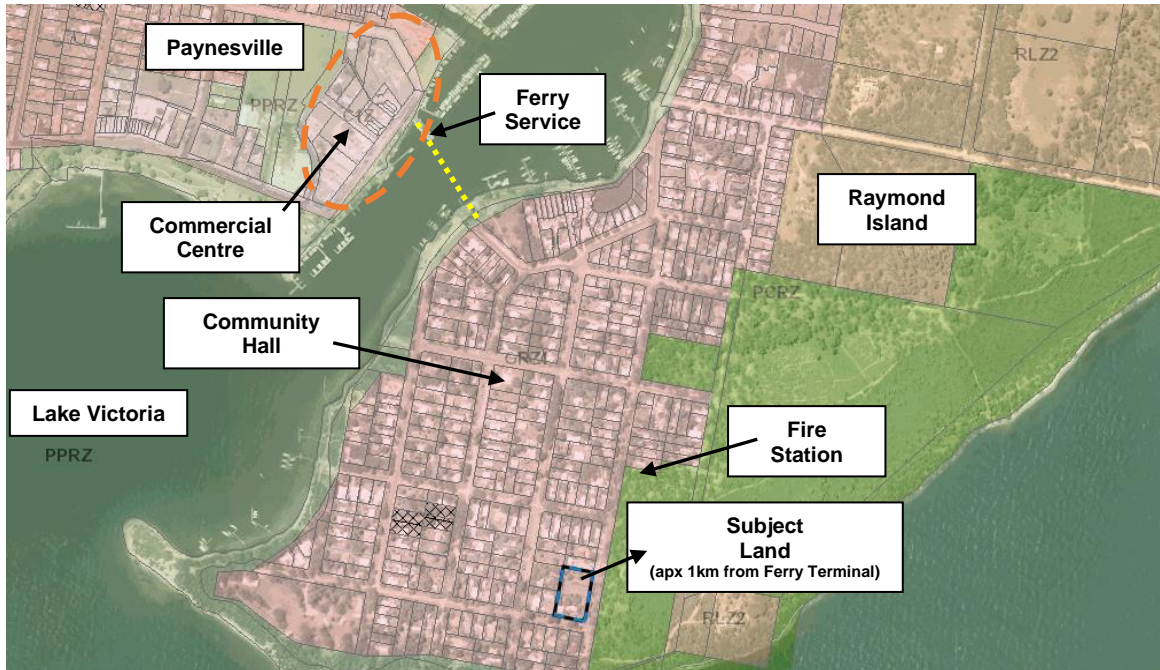 Paynesville
RLZ2
PPRZ
Ferry
Service
Raymond
Island
Commercial
Centre
PCRZ
Community
Hall
GRZ1
Lake Victoria
PPRZ
Fire
Station
Subject
Land
(apx 1km from Ferry Terminal)
RLZ2